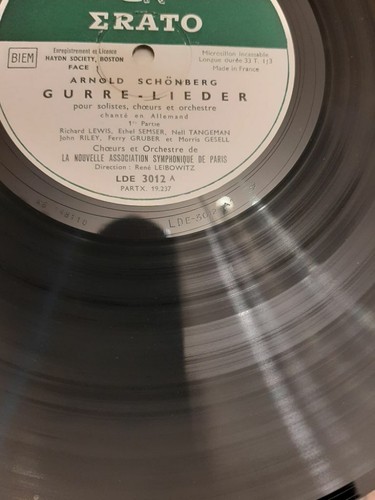 ERATO
BIEM
Enregistrement en Licence
HAYDN SOCIETY, BOSTON
FACE 1
Microsillon incassable
Longue durée 33 T. 1/3
Made in France
ARNOLD SCHÖNBERG
GURRE-LIEDER
pour solistes, chœurs et orchestre
chanté en Allemand
1re Partie
Richard LEWIS, Ethel SEMSER, Nell TANGEMAN
John RILEY, Ferry GRUBER et Morris GESELL
Chœurs et Orchestre de
LA NOUVELLE ASSOCIATION SYMPHONIQUE DE PARIS
Direction : René LEIBOWITZ
LDE 3012 A
PARTX. 19.237